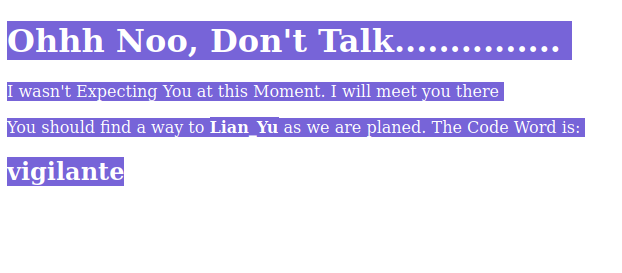 Ohhh Noo, Don't Talk...............
I wasn't Expecting You at this Moment. I will meet you there
You should find a way to Lian_Yu as we are planed. The Code Word is:
vigilante